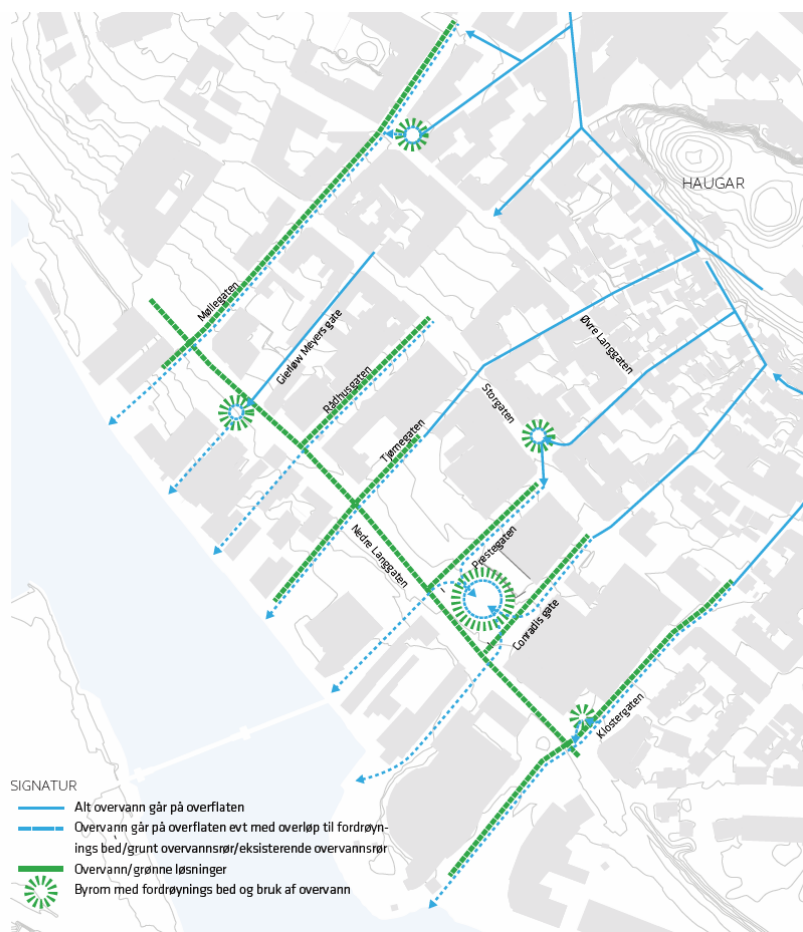 HAUGAR
Møllegaten
Gierløw Meyers gate
Rådhusgaten
Øvre Langgaten
Storgaten
Tjømegaten
Nedre Langgaten
Prestegaten
Conradis gate
Klostergaten
SIGNATUR
Alt overvann går på overflaten
Overvann går på overflaten evt med overløp til fordrøyn-
ings bed/grunt overvannsrør/eksisterende overvannsrør
Overvann/grønne løsninger
Byrom med fordrøynings bed og bruk af overvann